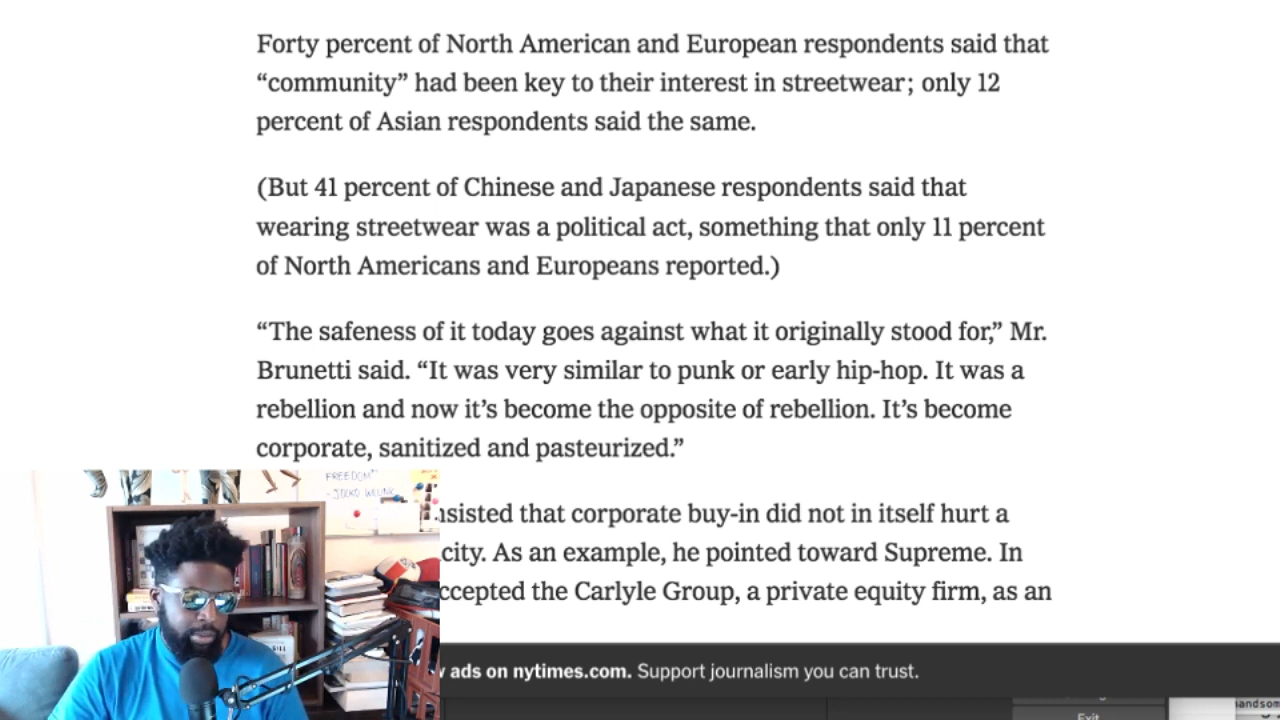 Forty percent of North American and European respondents said that
“community” had been key to their interest in streetwear; only 12
percent of Asian respondents said the same.
(But 41 percent of Chinese and Japanese respondents said that
wearing streetwear was a political act, something that only 11 percent
of North Americans and Europeans reported.)
“The safeness of it today goes against what it originally stood for,” Mr.
Brunetti said. “It was very similar to punk or early hip-hop. It was a
rebellion and now it’s become the opposite of rebellion. It’s become
corporate, sanitized and pasteurized.”
FREEDOM"
that corporate buy-in did not in itself hurt a
As an example, he pointed toward Supreme. In
the Carlyle Group, a private equity firm, as an
ads on nytimes.com. Support journalism you can trust.
Exit